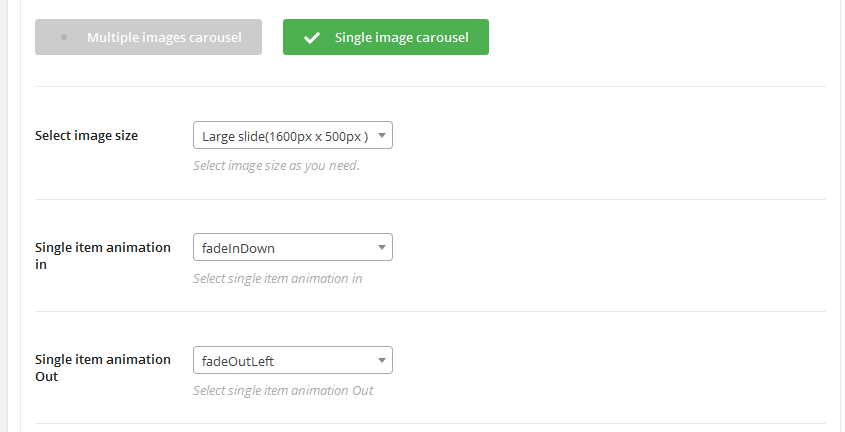 Multiple images carousel
Single image carousel
Select image size
Large slide(1600px x 500px )
Select image size as you need.
Single item animation
in
fadeInDown
Select single item animation in
Single item animation
Out
fadeOutLeft
Select single item animation Out